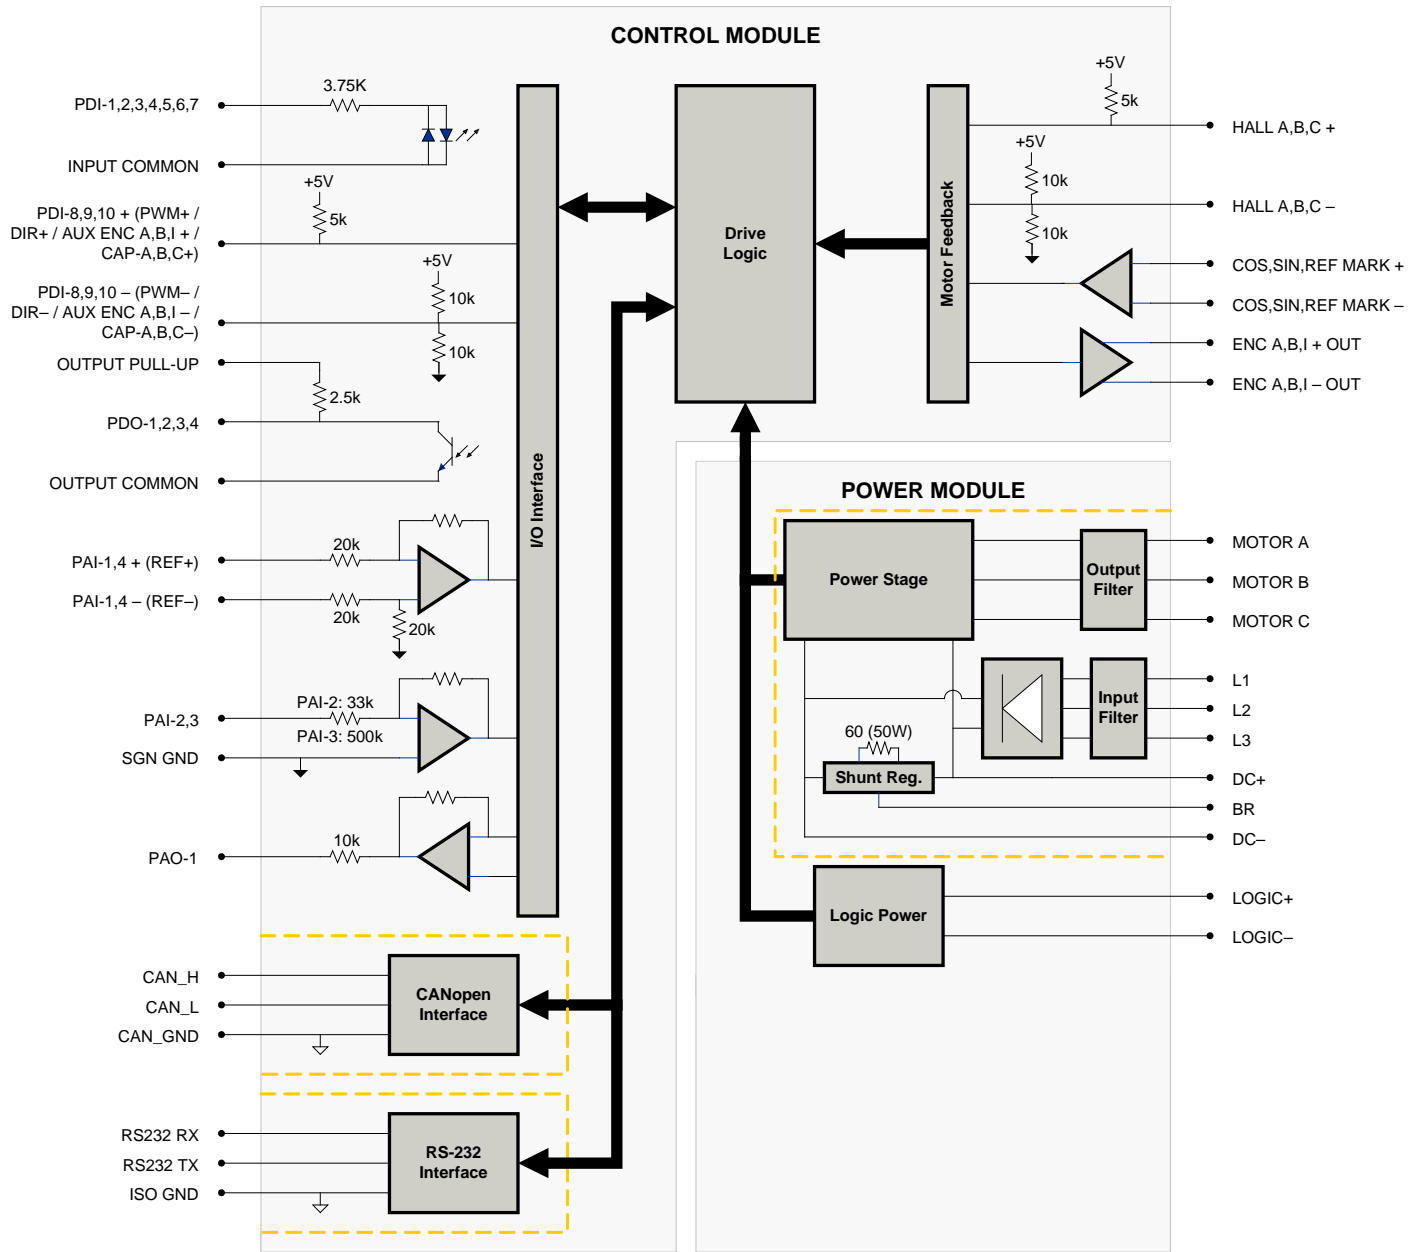 CONTROL MODULE
PDI-1,2,3,4,5,6,7
3.75K
INPUT COMMON
+5V
5k
PDI-8,9,10 + (PWM+ /
DIR+ / AUX ENC A,B,I + /
CAP-A,B,C+)
+5V
10k
10k
PDI-8,9,10 – (PWM– /
DIR– / AUX ENC A,B,I – /
CAP-A,B,C–)
OUTPUT PULL-UP
2.5k
PDO-1,2,3,4
OUTPUT COMMON
PAI-1,4 + (REF+)
20k
PAI-1,4 – (REF–)
20k
20k
PAI-2,3
PAI-2: 33k
PAI-3: 500k
SGN GND
PAO-1
10k
I/O Interface
CAN_H
CAN_L
CAN_GND
CANopen
Interface
RS232 RX
RS232 TX
ISO GND
RS-232
Interface
Drive
Logic
Motor Feedback
+5V
5k
HALL A,B,C +
+5V
10k
10k
HALL A,B,C –
COS,SIN,REF MARK +
COS,SIN,REF MARK –
ENC A,B,I + OUT
ENC A,B,I – OUT
POWER MODULE
Power Stage
Output
Filter
MOTOR A
MOTOR B
MOTOR C
Input
Filter
L1
L2
L3
60 (50W)
Shunt Reg.
DC+
BR
DC–
Logic Power
LOGIC+
LOGIC–